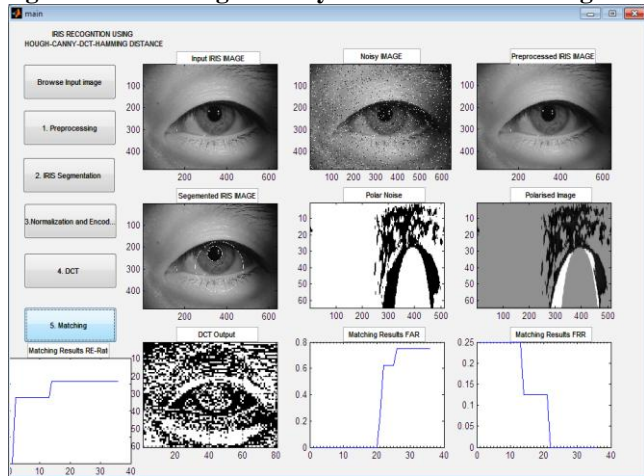 main
IRIS RECOGNTION USING
HOUGH-CANNY-DCT-HAMMING DISTANCE
Browse Input image
1. Preprocessing
2. IRIS Segmentation
3.Normalization and Encod...
4. DCT
5. Matching
Input IRIS IMAGE
100
200
300
400
200 400 600
Noisy IMAGE
100
200
300
400
100 200 300 400 500 600
Preprocessed IRIS IMAGE
100
200
300
400
200 400 600
Segemented IRIS IMAGE
100
200
300
400
200 400 600
Polar Noise
10
20
30
40
50
60
100 200 300 400 500
Polarised Image
10
20
30
40
50
60
100 200 300 400 500
Matching Results RE-Rat
0 10 20 30 40
DCT Output
10
20
30
40
50
60
20 40 60 80
Matching Results FAR
0.8
0.6
0.4
0.2
0
0 10 20 30 40
Matching Results FRR
0.25
0.2
0.15
0.1
0.05
0
0 10 20 30 40